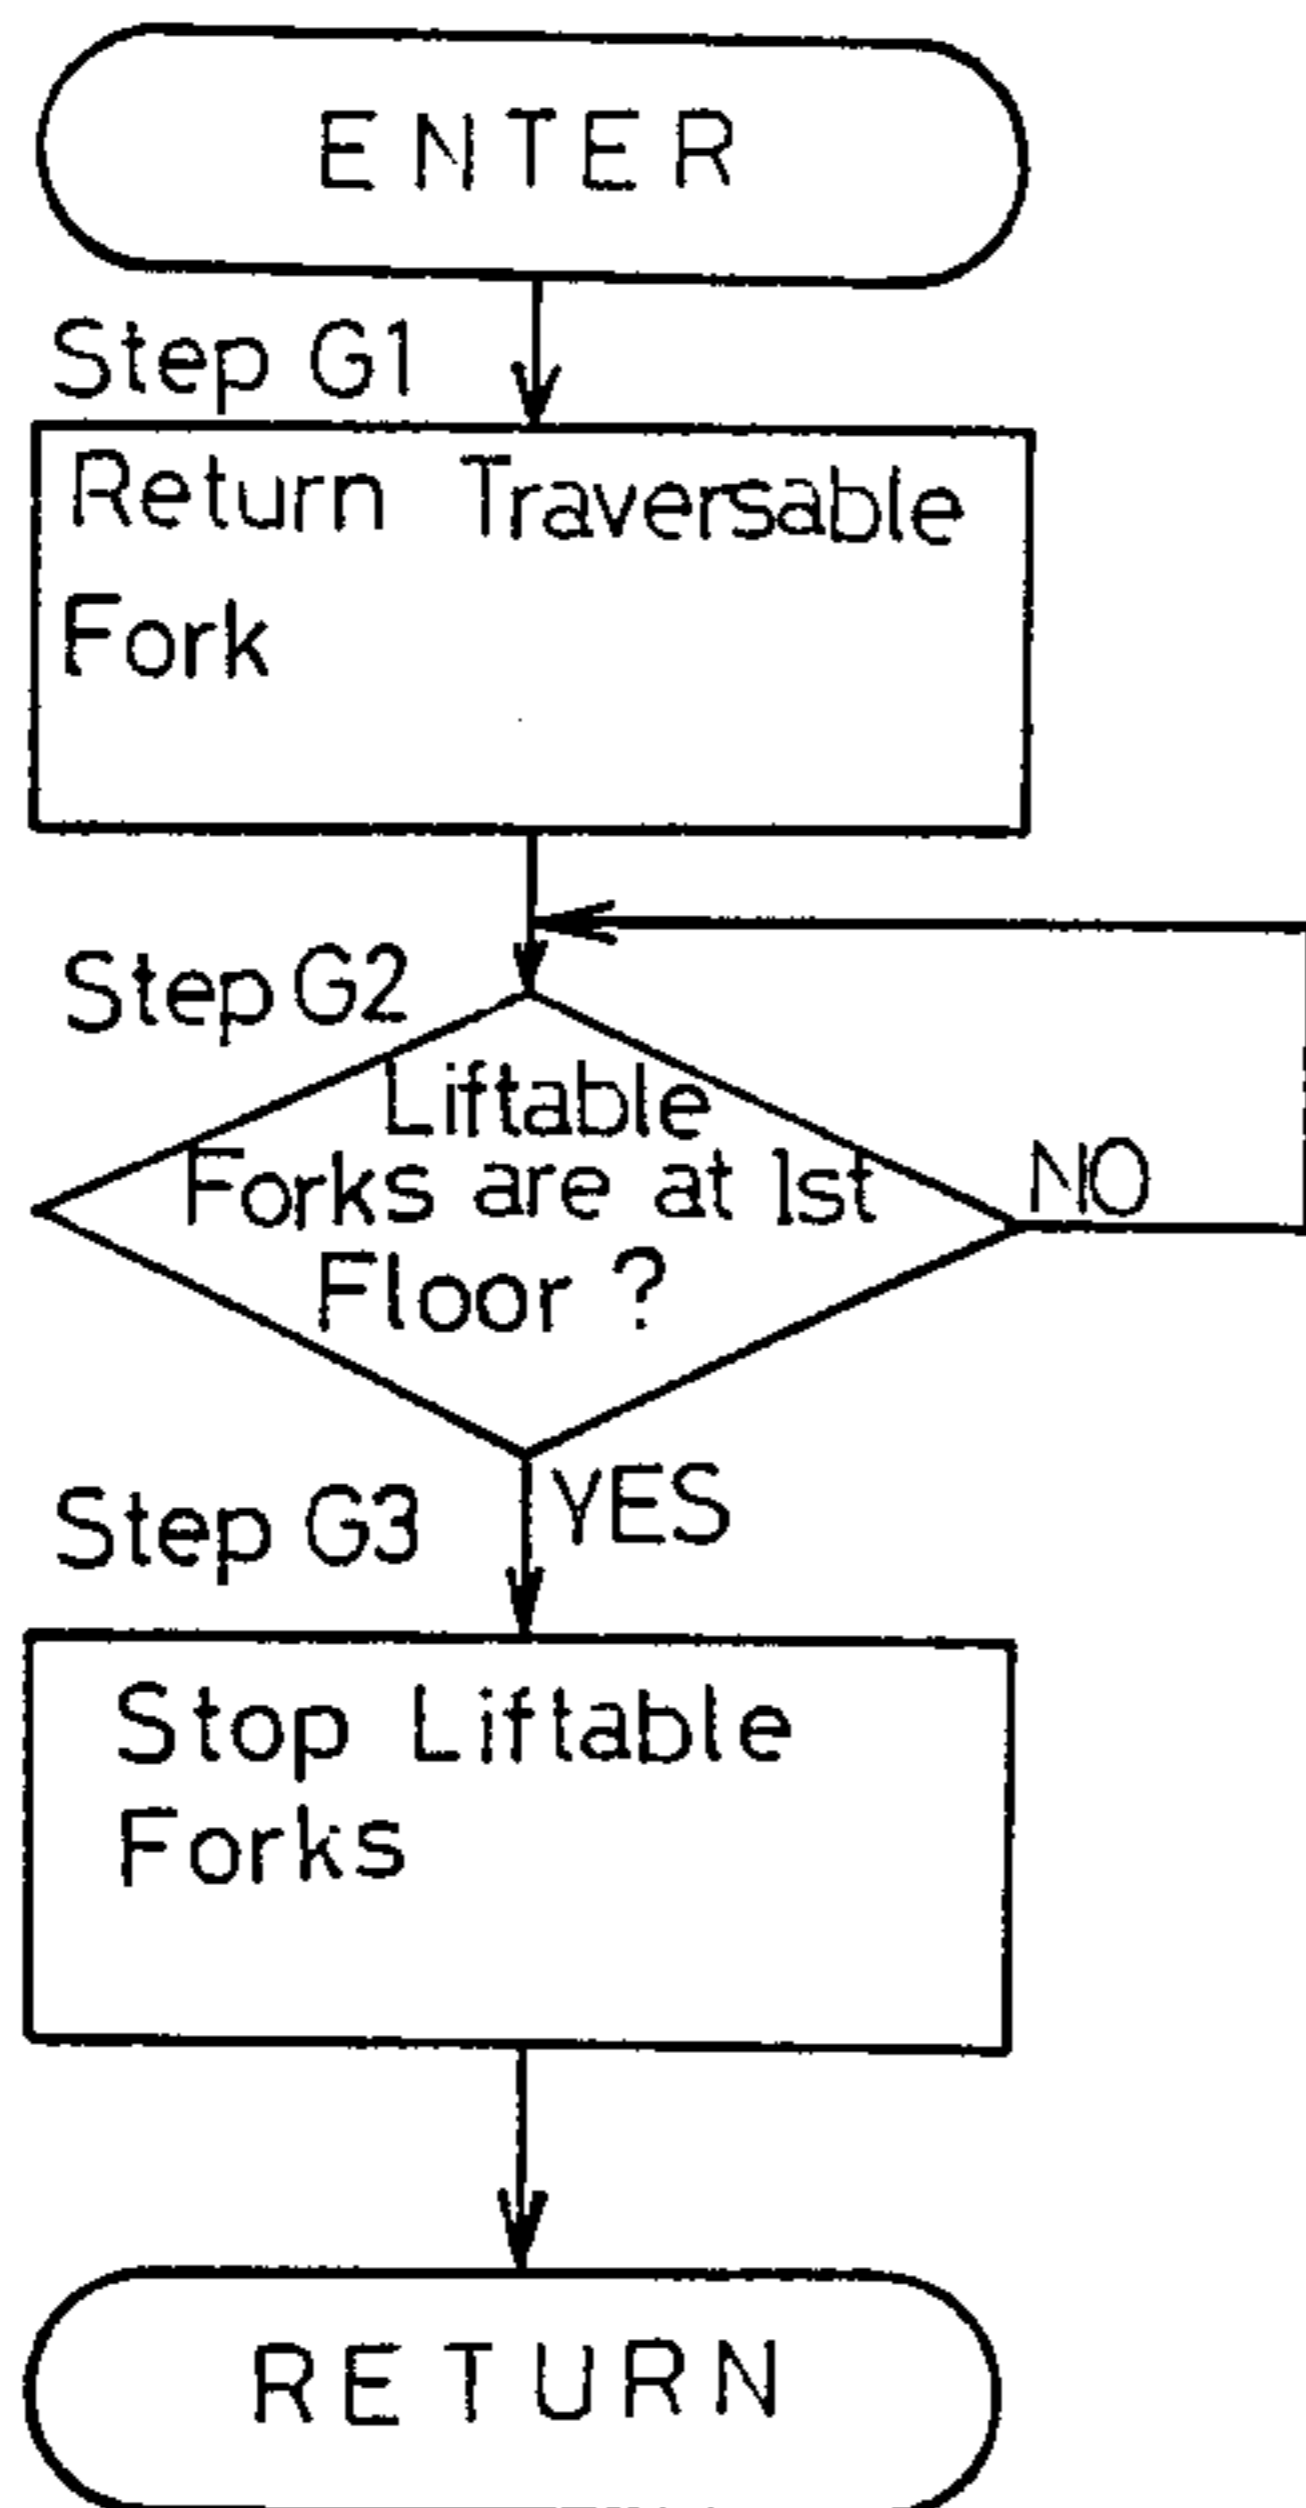 ENTER
Step G1
Return Traversable
Fork
Step G2
Liftable
Forks are at 1st
Floor ?
NO
YES
Step G3
Stop Liftable
Forks
RETURN